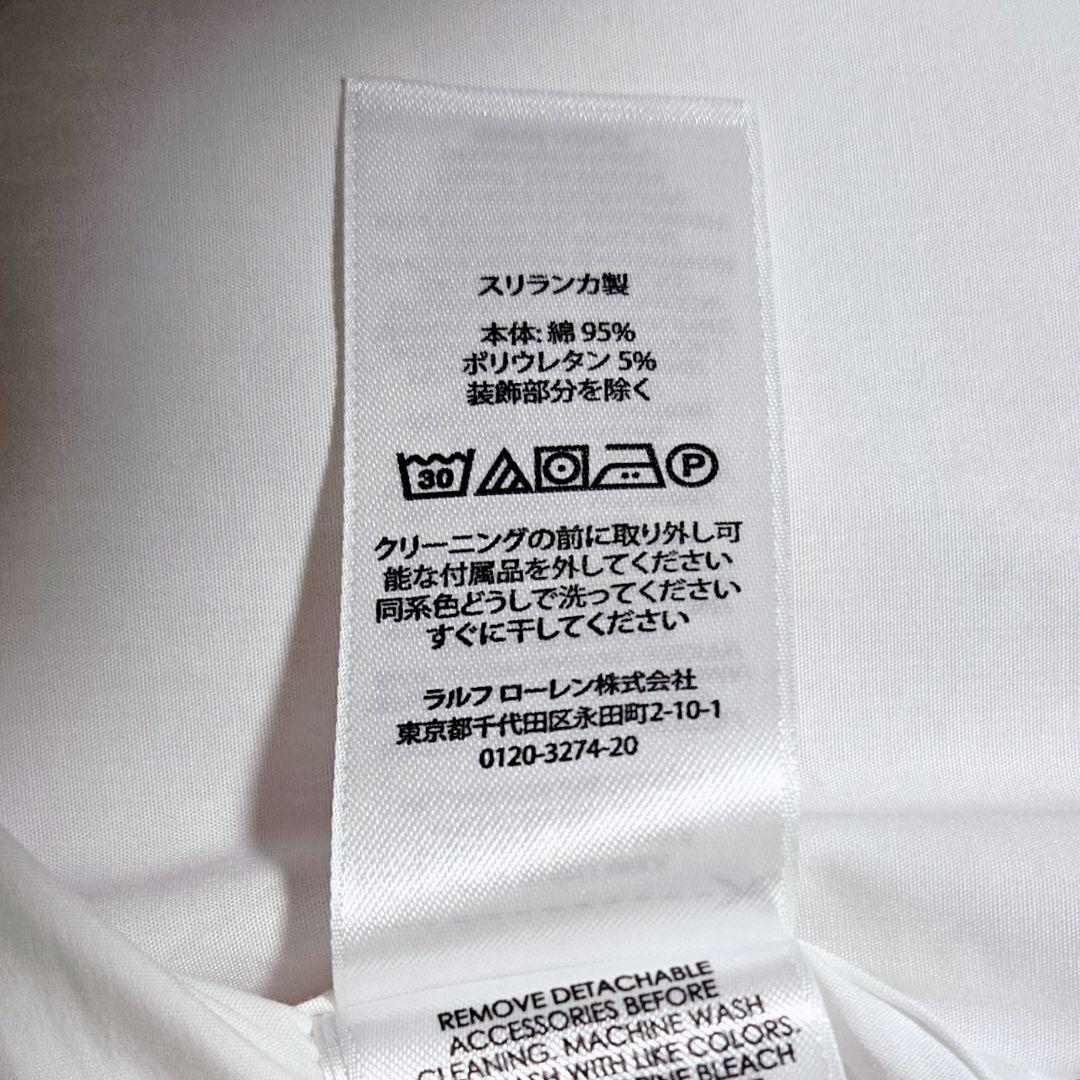 スリランカ製
本体: 綿 95%
ポリウレタン 5%
装飾部分を除く
30 P
クリーニングの前に取り外し可
能な付属品を外してください
同系色どうしで洗ってください
すぐに干してください
ラルフ ローレン株式会社
東京都千代田区永田町2-10-1
0120-3274-20
REMOVE DETACHABLE
ACCESSORIES BEFORE
CLEANING. MACHINE WASH
WITH LIKE COLORS.
BLEACH